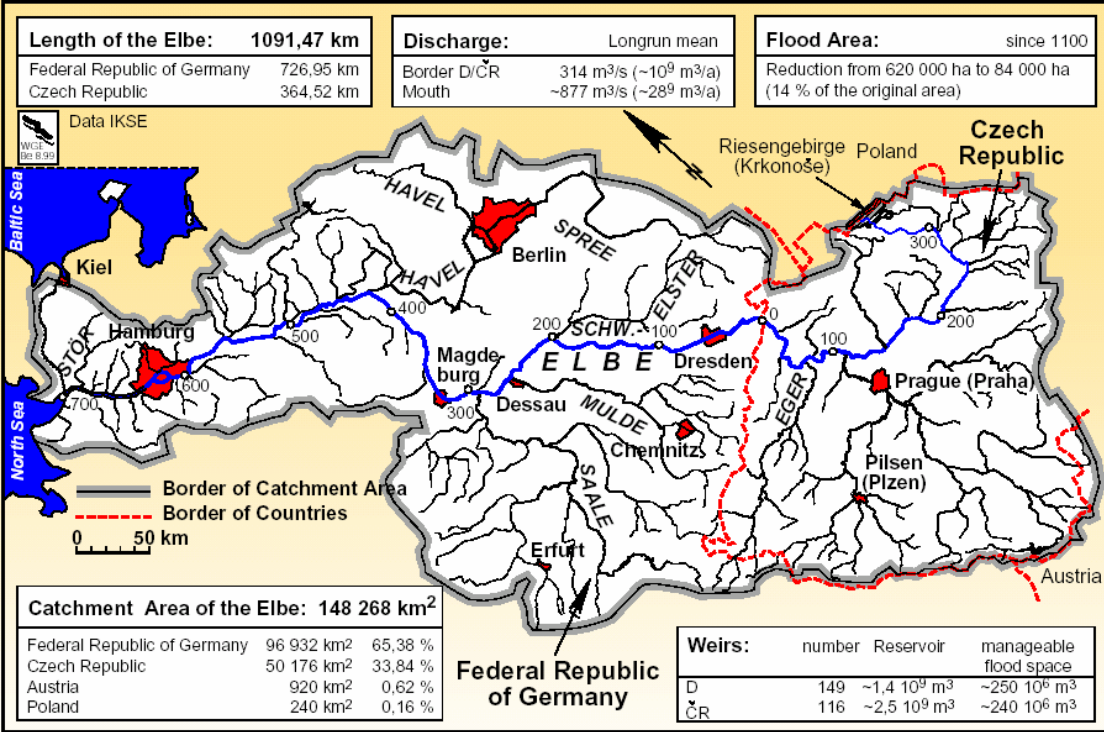 Length of the Elbe: 1091,47 km
Federal Republic of Germany 726,95 km
Czech Republic 364,52 km
Discharge: Longrun mean
Border D/ČR 314 m³/s (~10⁹ m³/a)
Mouth ~877 m³/s (~28⁹ m³/a)
Flood Area: since 1100
Reduction from 620 000 ha to 84 000 ha
(14 % of the original area)
WGE
Be 8.99
Data IKSE
N
Riesengebirge
(Krkonoše)
Poland
Czech
Republic
Baltic Sea
Kiel
HAVEL
Berlin
SPREE
HAVEL
ELSTER
SCHW.-
300
400
500
200
100
0
100
200
Hamburg
STÖR
600
700
North Sea
Magde-
burg
300
ELBE
Dresden
Dessau
MULDE
Chemnitz
EGER
Prague (Praha)
SAALE
Pilsen
(Plzen)
Erfurt
Austria
Border of Catchment Area
Border of Countries
0 50 km
Catchment Area of the Elbe: 148 268 km²
Federal Republic of Germany 96 932 km² 65,38 %
Czech Republic 50 176 km² 33,84 %
Austria 920 km² 0,62 %
Poland 240 km² 0,16 %
Federal Republic
of Germany
Weirs: number Reservoir manageable
flood space
D 149 ~1,4 10⁹ m³ ~250 10⁶ m³
ČR 116 ~2,5 10⁹ m³ ~240 10⁶ m³